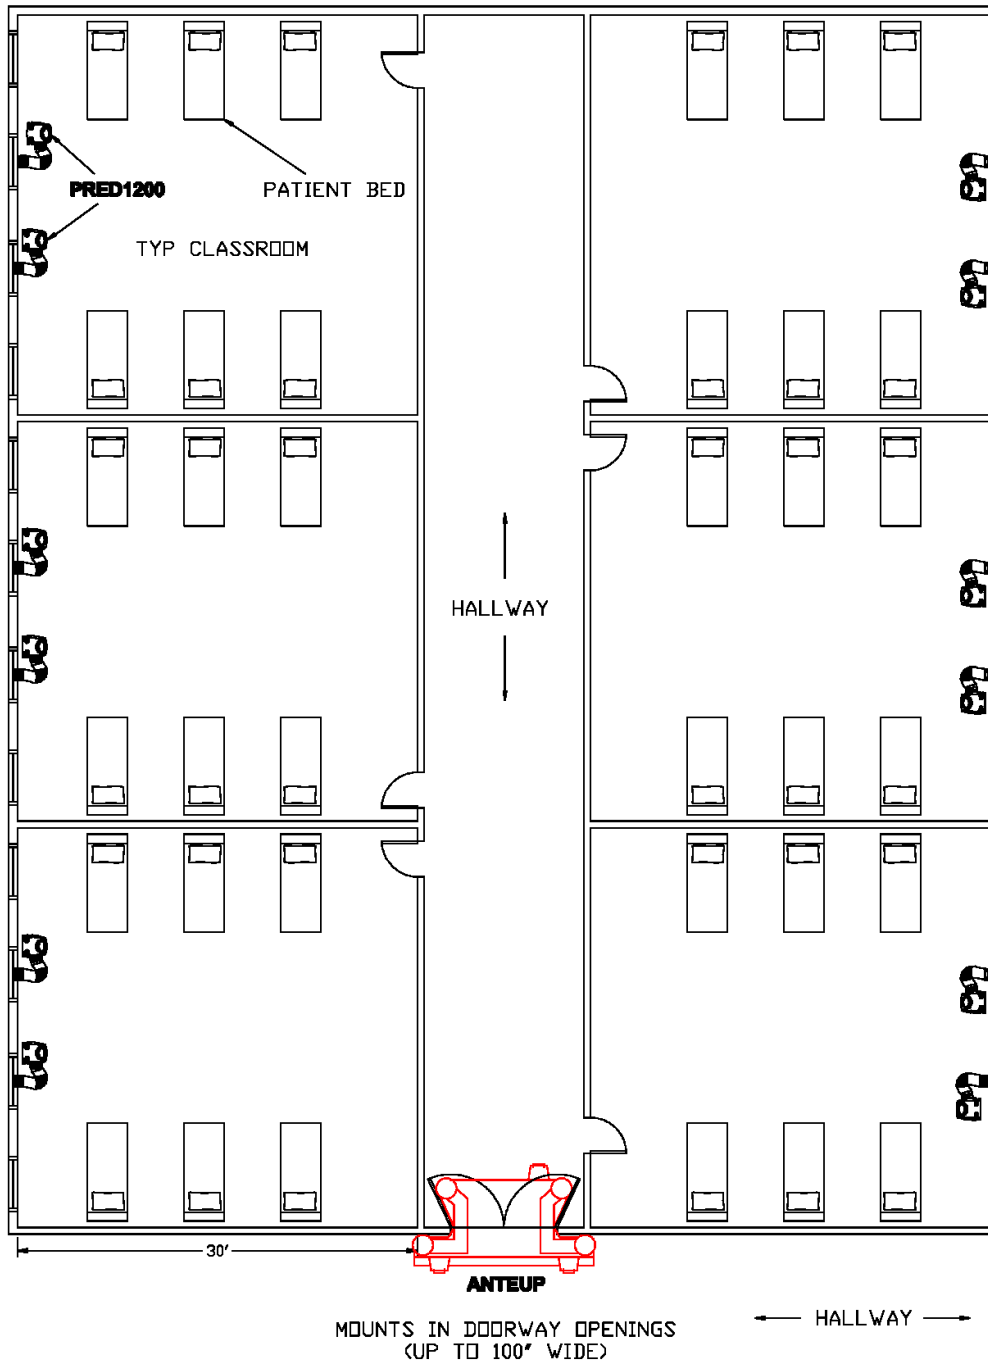 PRED1200
PATIENT BED
TYP CLASSROOM
HALLWAY
30'
ANTEUP
MOUNTS IN DOORWAY OPENINGS
(UP TO 100" WIDE)
HALLWAY